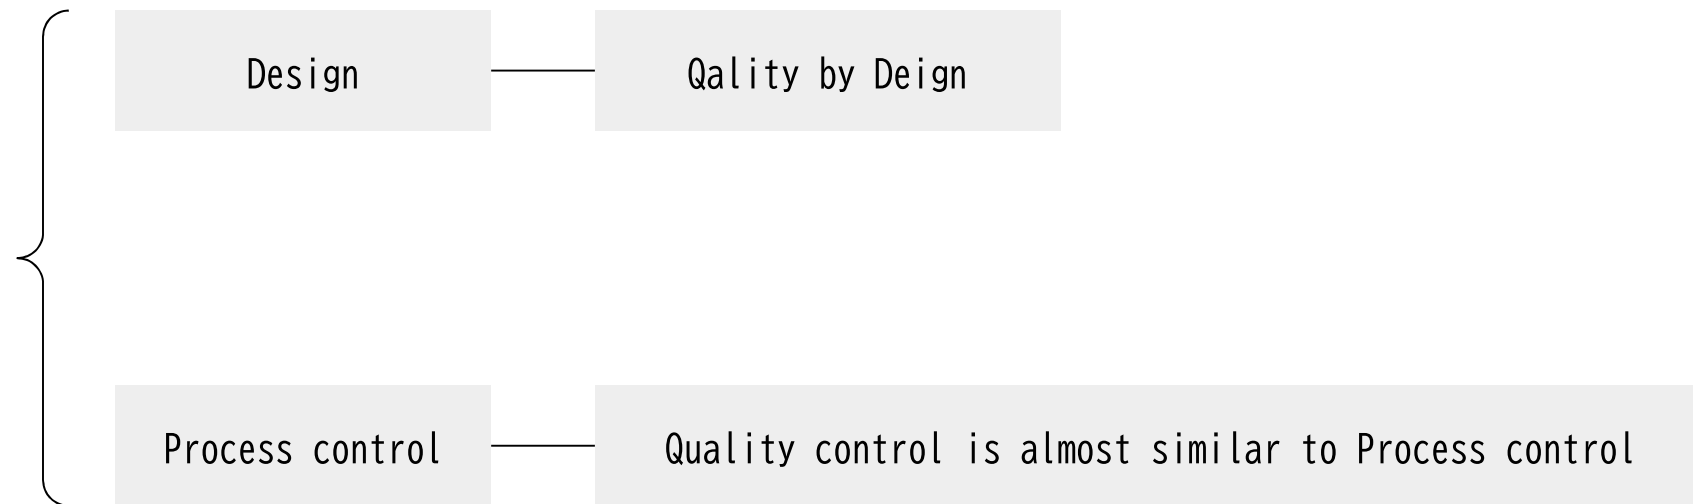 Design
Qality by Deign
Process control
Quality control is almost similar to Process control